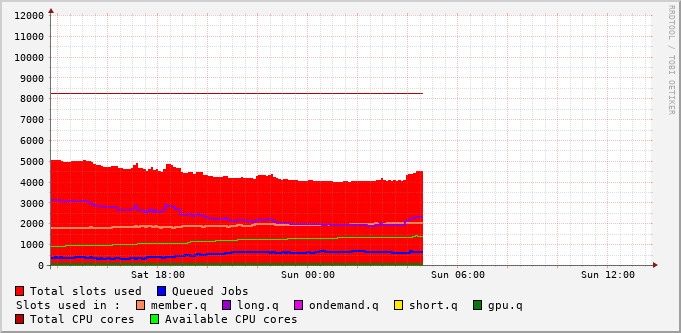 12000
11000
10000
9000
8000
7000
6000
5000
4000
3000
2000
1000
0
Sat 18:00 Sun 00:00 Sun 06:00 Sun 12:00
Total slots used Queued Jobs
Slots used in : member.q long.q ondemand.q short.q gpu.q
Total CPU cores Available CPU cores
RRDTOOL / TOBI OETIKER